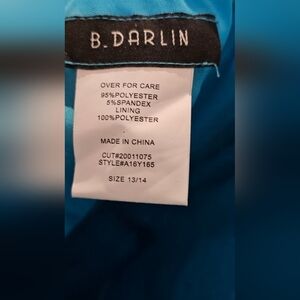 B.DARLIN
OVER FOR CARE
95%POLYESTER
5%SPANDEX
LINING
100%POLYESTER
MADE IN CHINA
CUT#20011075
STYLE#A16Y165
SIZE 13/14